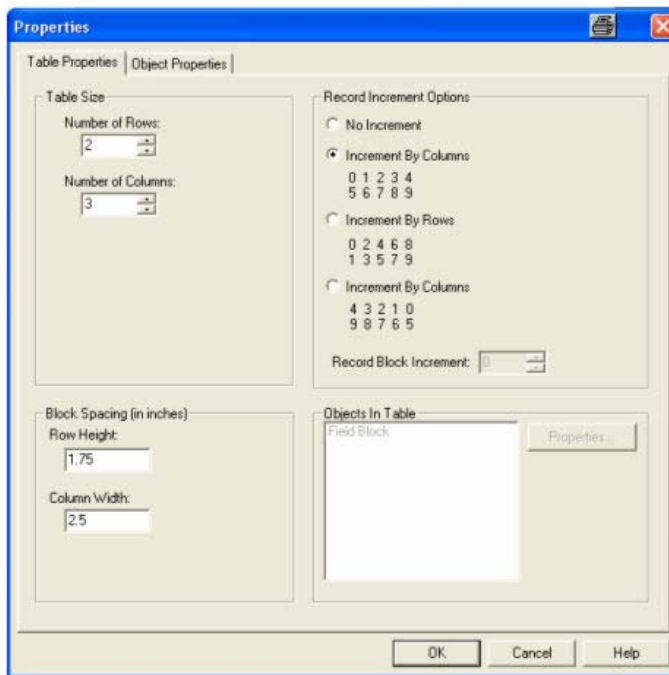 Properties
Table Properties
Object Properties
Table Size
Number of Rows:
2
Number of Columns:
3
Record Increment Options
No Increment
Increment By Columns
0 1 2 3 4
5 6 7 8 9
Increment By Rows
0 2 4 6 8
1 3 5 7 9
Increment By Columns
4 3 2 1 0
9 8 7 6 5
Record Block Increment: 0
Block Spacing (in inches)
Row Height:
1.75
Column Width:
2.5
Objects In Table
Field Block
Properties...
OK
Cancel
Help